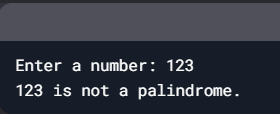 Enter a number: 123
123 is not a palindrome.